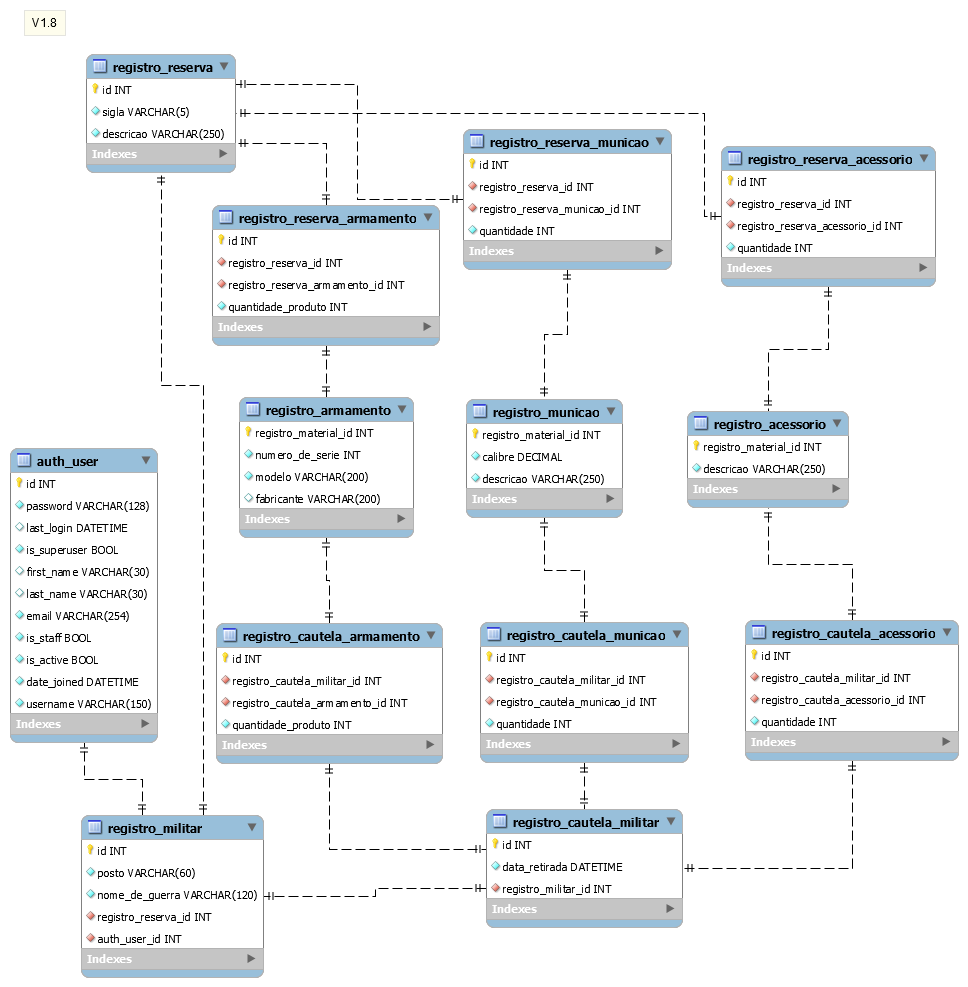 V1.8
registro_reserva
id INT
sigla VARCHAR(5)
descricao VARCHAR(250)
Indexes
registro_reserva_municao
id INT
registro_reserva_id INT
registro_reserva_municao_id INT
quantidade INT
Indexes
registro_reserva_acessorio
id INT
registro_reserva_id INT
registro_reserva_acessorio_id INT
quantidade INT
Indexes
registro_reserva_armamento
id INT
registro_reserva_id INT
registro_reserva_armamento_id INT
quantidade_produto INT
Indexes
registro_armamento
registro_material_id INT
numero_de_serie INT
modelo VARCHAR(200)
fabricante VARCHAR(200)
Indexes
registro_municao
registro_material_id INT
calibre DECIMAL
descricao VARCHAR(250)
Indexes
registro_acessorio
registro_material_id INT
descricao VARCHAR(250)
Indexes
auth_user
id INT
password VARCHAR(128)
last_login DATETIME
is_superuser BOOL
first_name VARCHAR(30)
last_name VARCHAR(30)
email VARCHAR(254)
is_staff BOOL
is_active BOOL
date_joined DATETIME
username VARCHAR(150)
Indexes
registro_cautela_armamento
id INT
registro_cautela_militar_id INT
registro_cautela_armamento_id INT
quantidade_produto INT
Indexes
registro_cautela_municao
id INT
registro_cautela_militar_id INT
registro_cautela_municao_id INT
quantidade INT
Indexes
registro_cautela_acessorio
id INT
registro_cautela_militar_id INT
registro_cautela_acessorio_id INT
quantidade INT
Indexes
registro_militar
id INT
posto VARCHAR(60)
nome_de_guerra VARCHAR(120)
registro_reserva_id INT
auth_user_id INT
Indexes
registro_cautela_militar
id INT
data_retirada DATETIME
registro_militar_id INT
Indexes